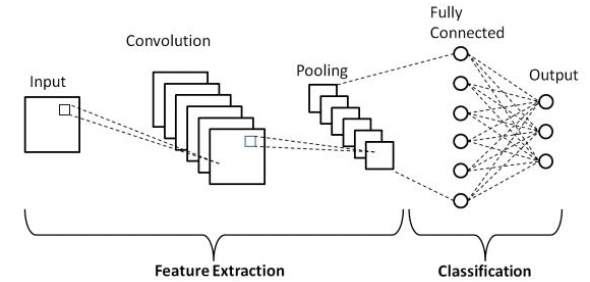 Fully
Connected
Convolution
Pooling
Input
Output
Feature Extraction
Classification